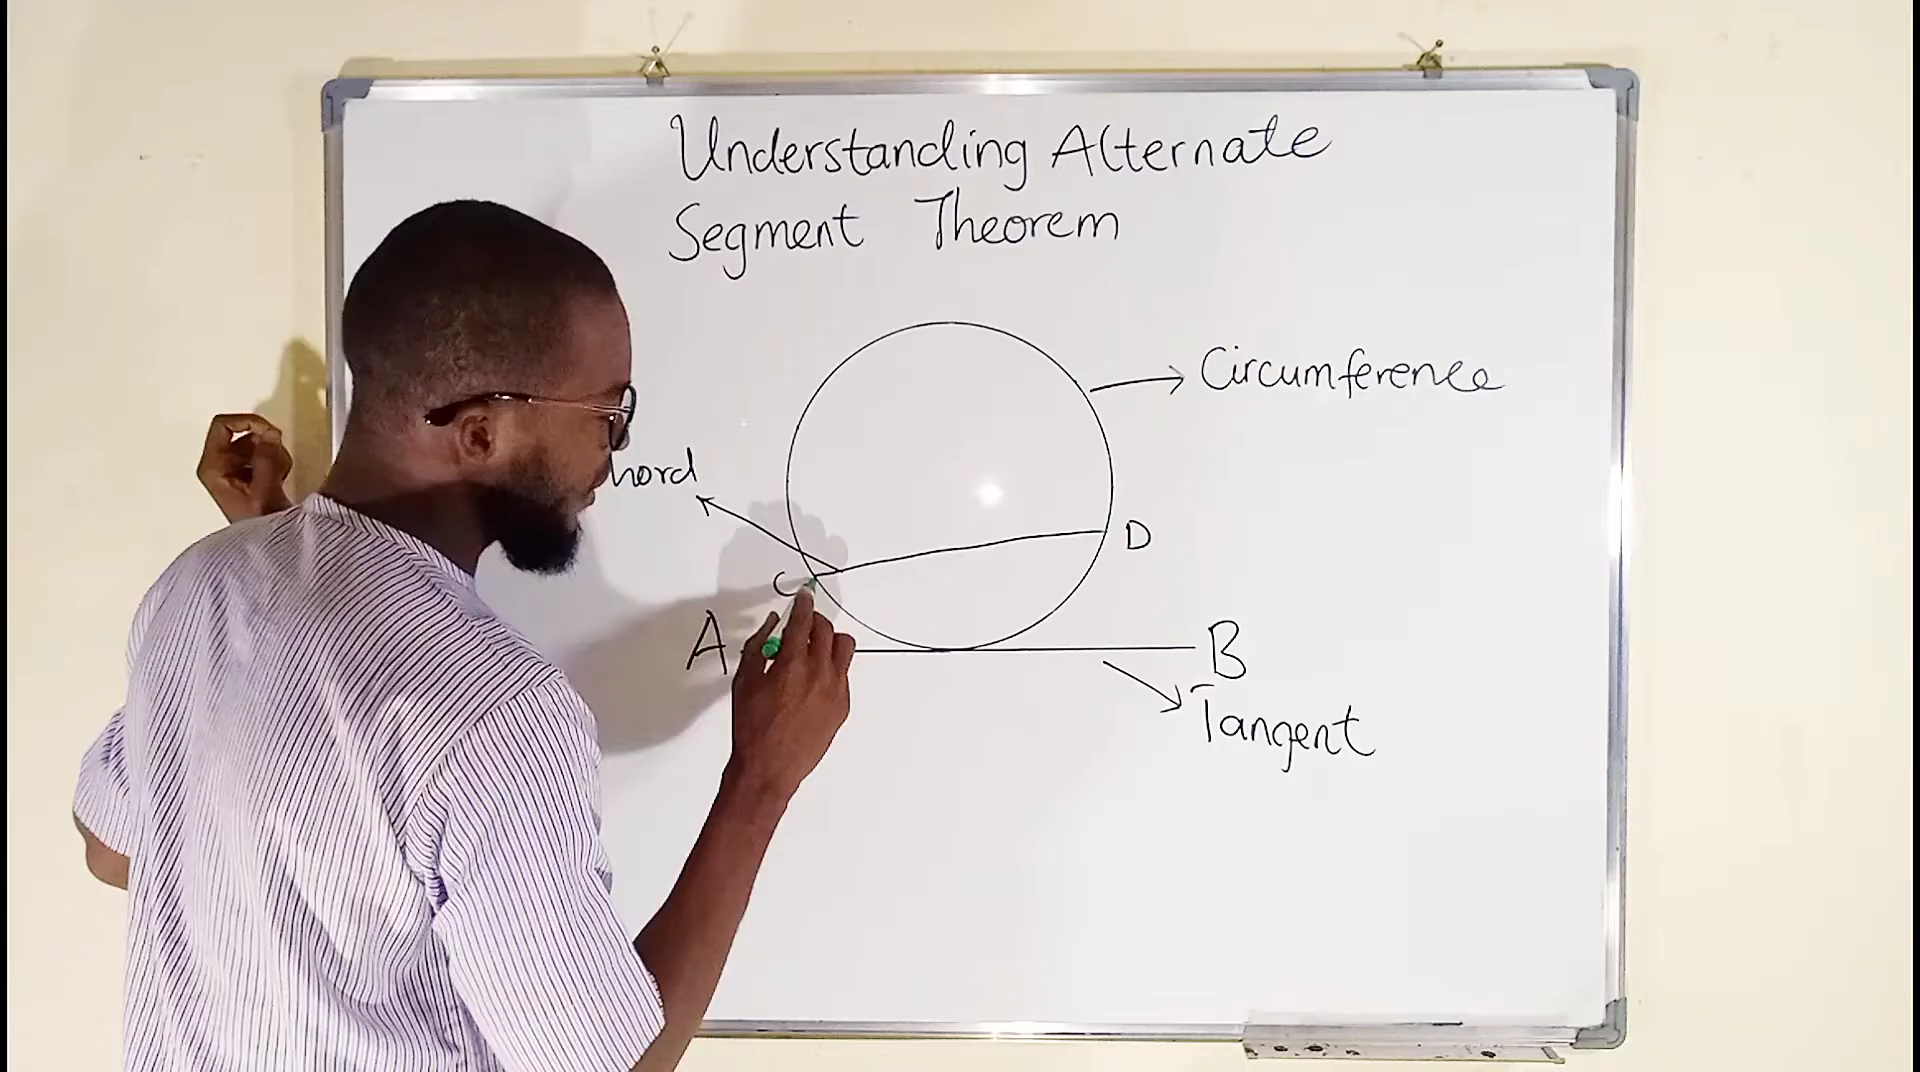 Understanding Alternate
Segment Theorem
Circumference
hord
D
C
A
B
Tangent